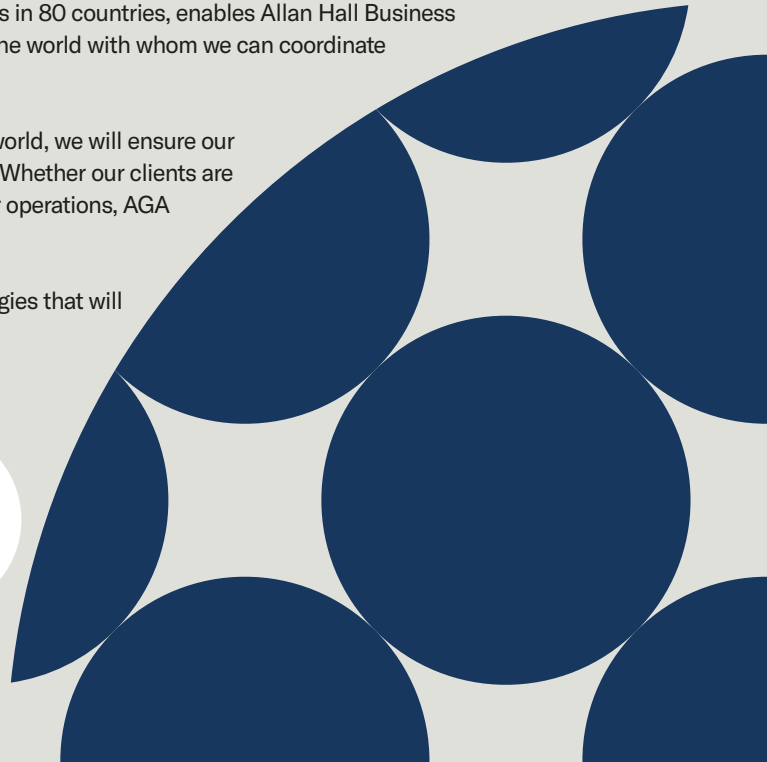 s in 80 countries, enables Allan Hall Business
he world with whom we can coordinate
world, we will ensure our
Whether our clients are
operations, AGA
gies that will